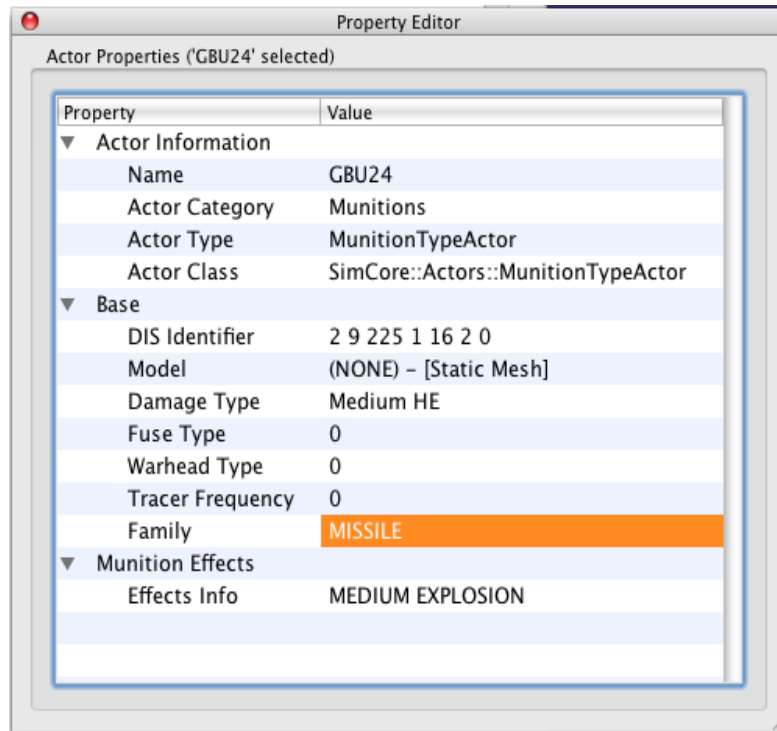 Property Editor
Actor Properties ('GBU24' selected)
Property Value
Actor Information
Name GBU24
Actor Category Munitions
Actor Type MunitionTypeActor
Actor Class SimCore::Actors::MunitionTypeActor
Base
DIS Identifier 2 9 225 1 16 2 0
Model (NONE) – [Static Mesh]
Damage Type Medium HE
Fuse Type 0
Warhead Type 0
Tracer Frequency 0
Family MISSILE
Munition Effects
Effects Info MEDIUM EXPLOSION